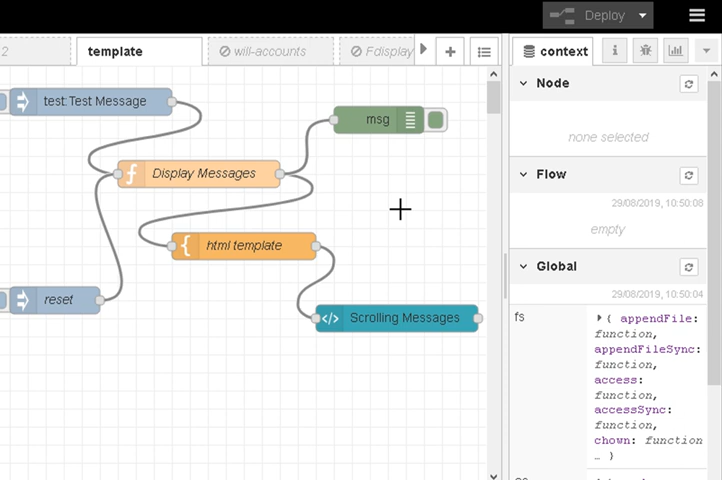 Deploy
2
template
will-accounts
Fdisplay
context
test:Test Message
msg
Display Messages
html template
reset
Scrolling Messages
Node
none selected
Flow
29/08/2019, 10:50:08
empty
Global
29/08/2019, 10:50:04
fs
{ appendFile:
function,
appendFileSync:
function,
access:
function,
accessSync:
function,
chown: function
… }